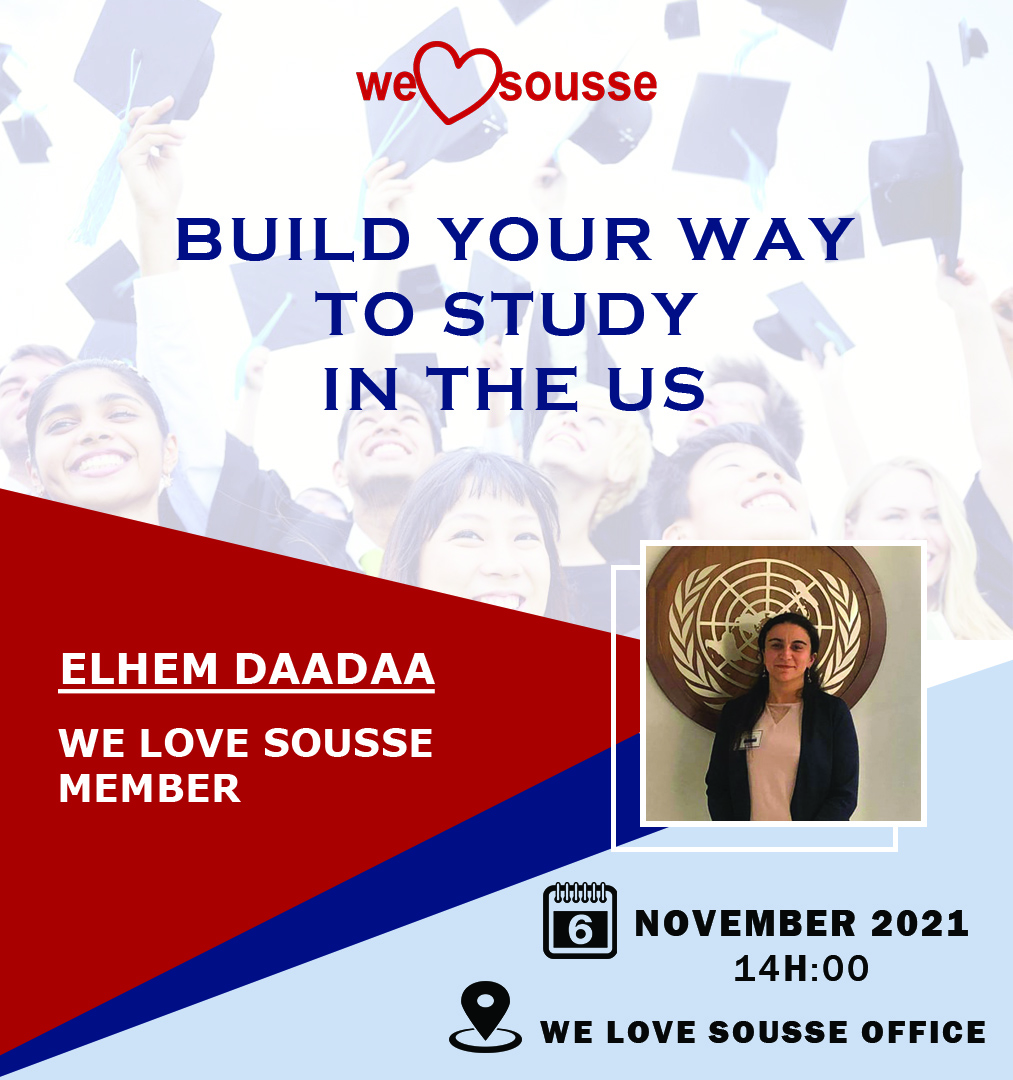 we sousse
BUILD YOUR WAY
TO STUDY
IN THE US
ELHEM DAADAA
WE LOVE SOUSSE
MEMBER
6 NOVEMBER 2021
14H:00
WE LOVE SOUSSE OFFICE